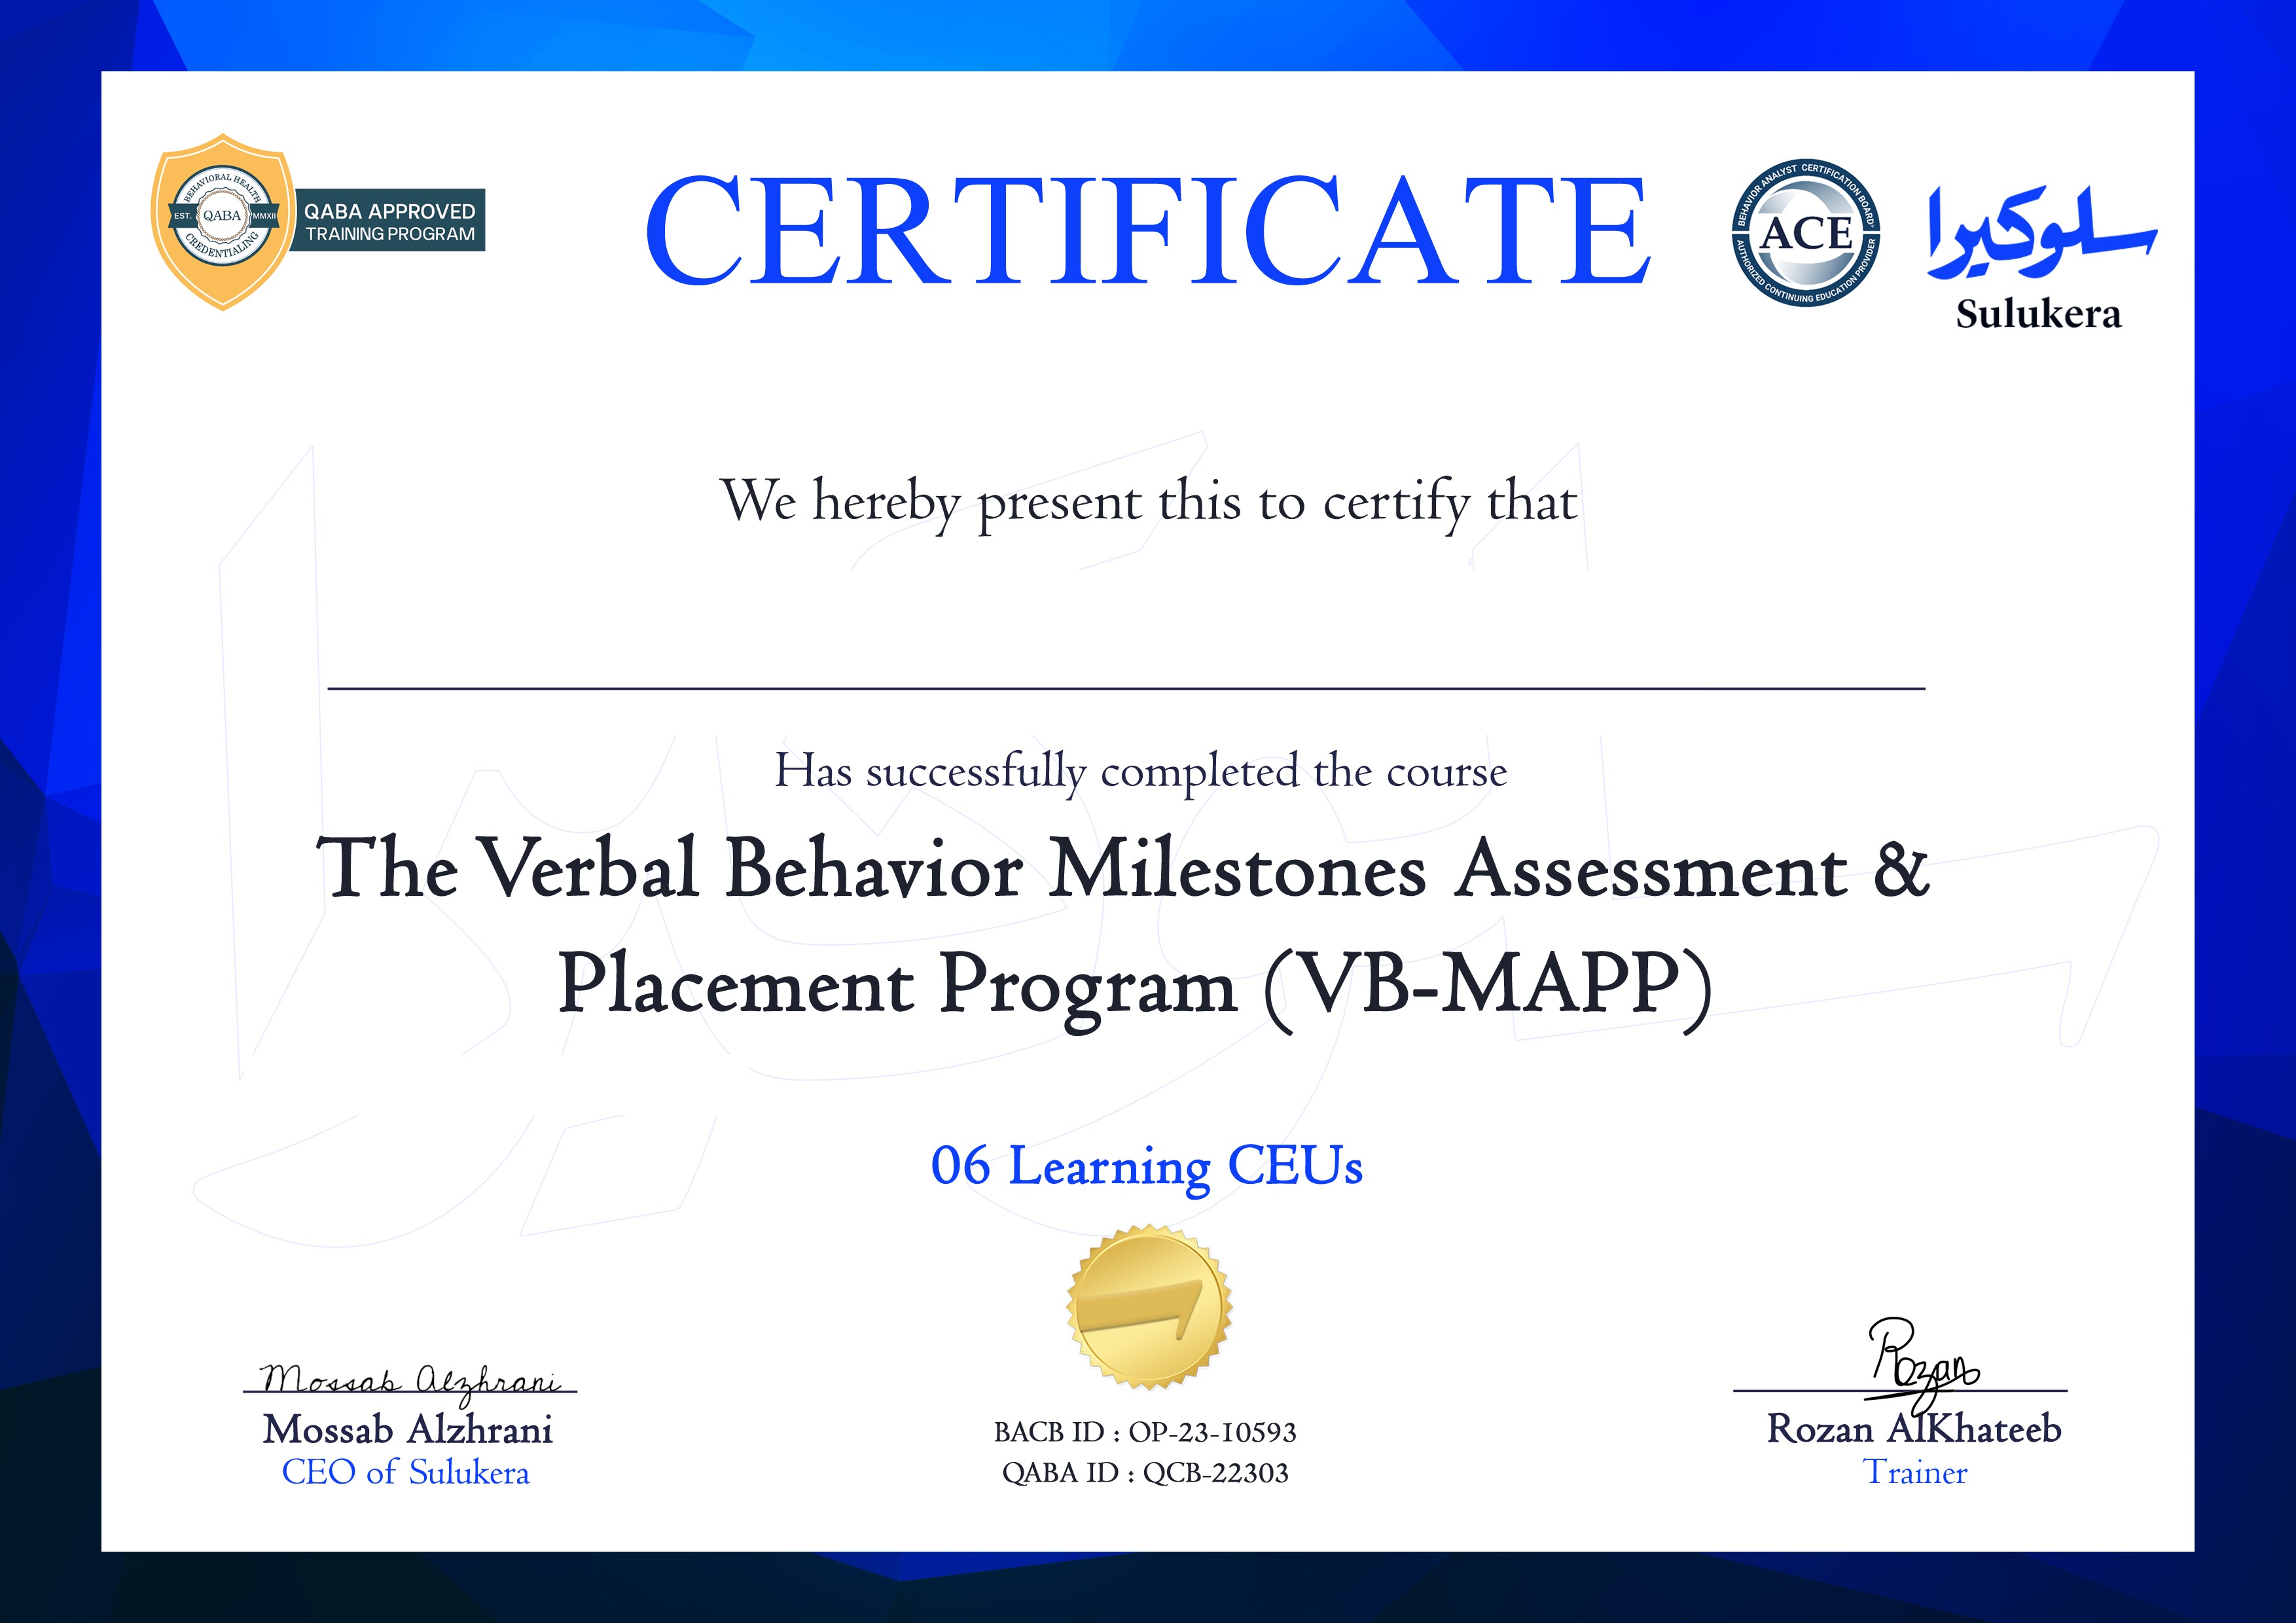 BEHAVIORAL HEALTH
EST. QABA MMXII
CREDENTIALING
QABA APPROVED
TRAINING PROGRAM
CERTIFICATE
BEHAVIOR ANALYST CERTIFICATION BOARD®
ACE
AUTHORIZED CONTINUING EDUCATION PROVIDER
سلوكيرا
Sulukera
We hereby present this to certify that
Has successfully completed the course
The Verbal Behavior Milestones Assessment &
Placement Program (VB-MAPP)
06 Learning CEUs
Mossab Alzhrani
Mossab Alzhrani
CEO of Sulukera
BACB ID : OP-23-10593
QABA ID : QCB-22303
Rozan
Rozan AlKhateeb
Trainer